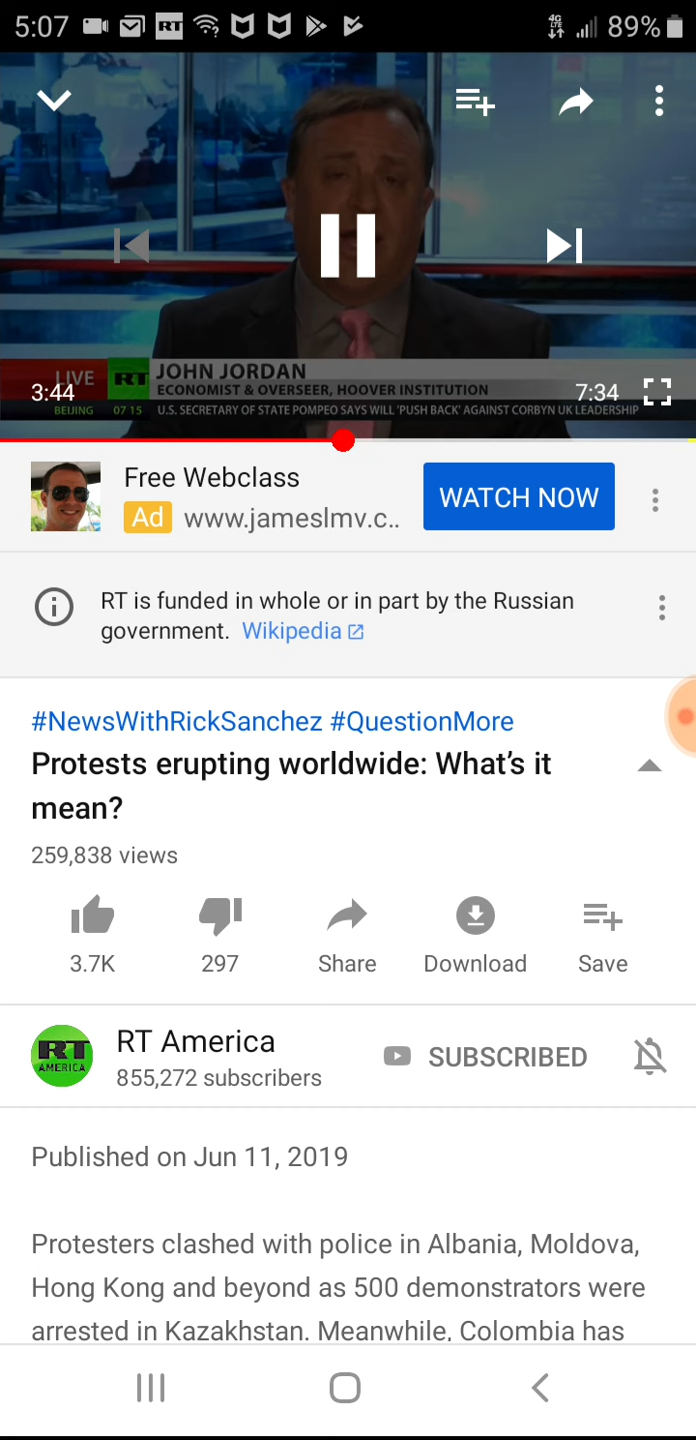 5:07
RT
4G
LTE
89%
JOHN JORDAN
LIVE RT
ECONOMIST & OVERSEER, HOOVER INSTITUTION
3:44
7:34
BEIJING 07 15 U.S. SECRETARY OF STATE POMPEO SAYS WILL 'PUSH BACK' AGAINST CORBYN UK LEADERSHIP
Free Webclass
WATCH NOW
Ad www.jameslmv.c..
RT is funded in whole or in part by the Russian
government. Wikipedia
#NewsWithRickSanchez #QuestionMore
Protests erupting worldwide: What’s it
mean?
259,838 views
3.7K 297 Share Download Save
RT
AMERICA
RT America
855,272 subscribers
SUBSCRIBED
Published on Jun 11, 2019
Protesters clashed with police in Albania, Moldova,
Hong Kong and beyond as 500 demonstrators were
arrested in Kazakhstan. Meanwhile, Colombia has